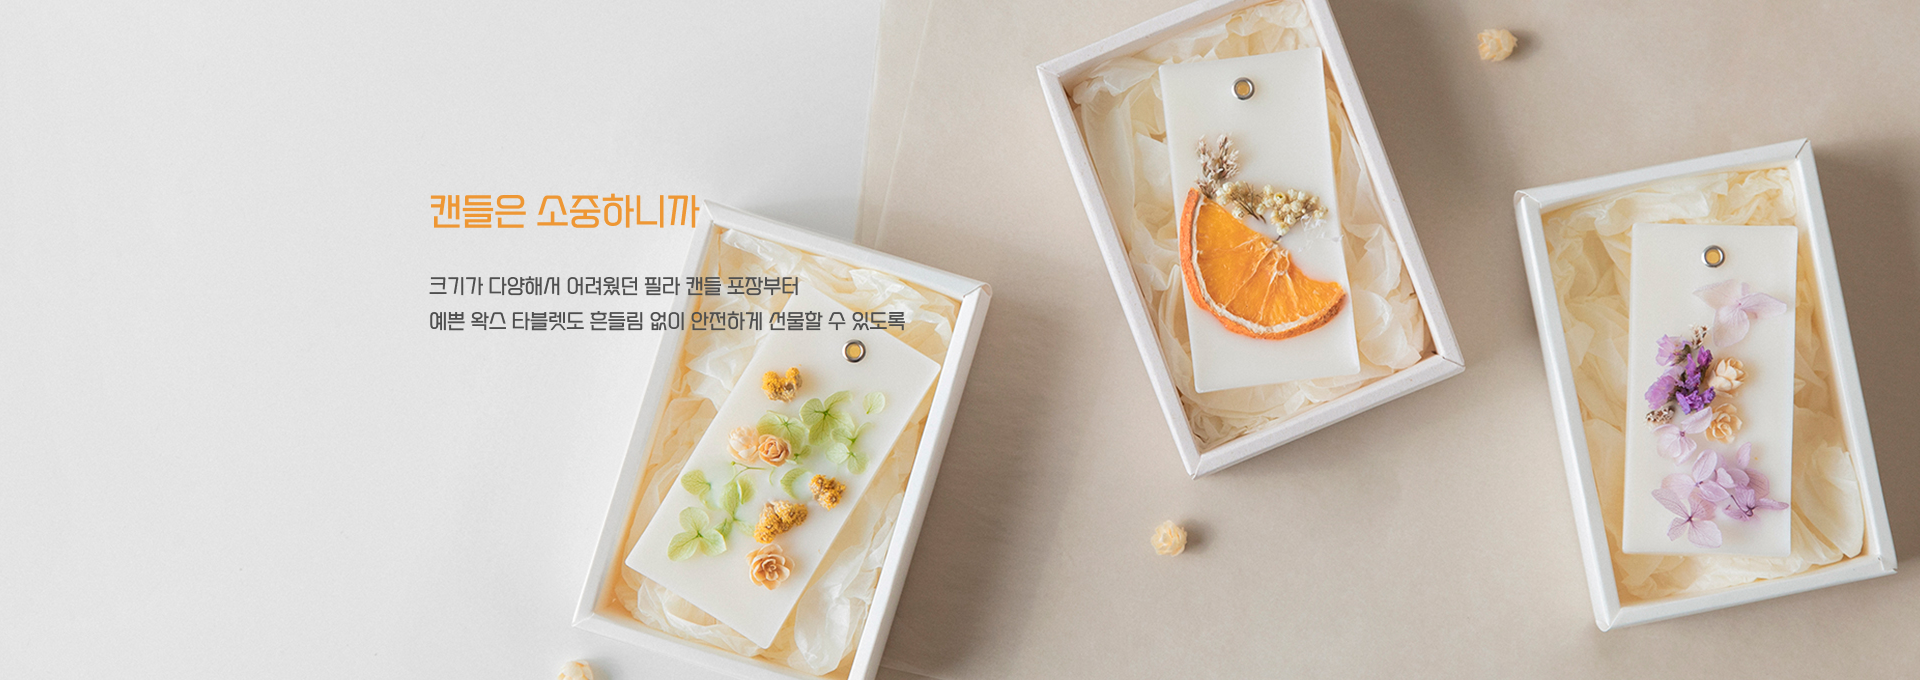 캔들은 소중하니까
크기가 다양해서 어려웠던 필라 캔들 포장부터
예쁜 왁스 타블렛도 흔들림 없이 안전하게 선물할 수 있도록